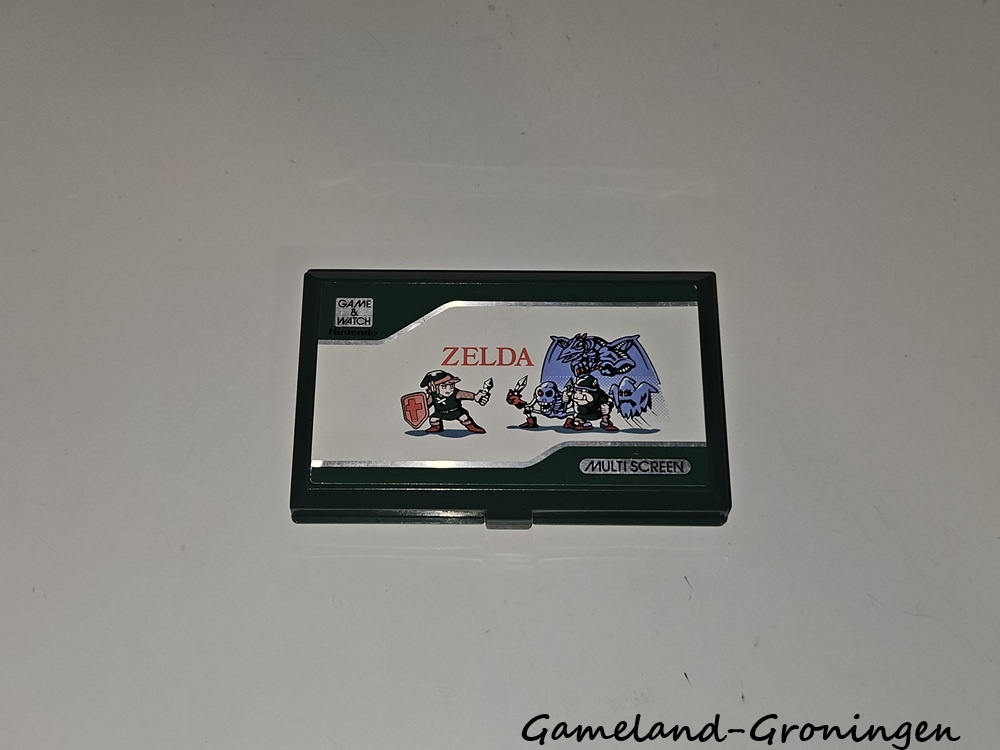 GAME
&
WATCH
Nintendo
ZELDA
MULTI SCREEN
Gameland-Groningen